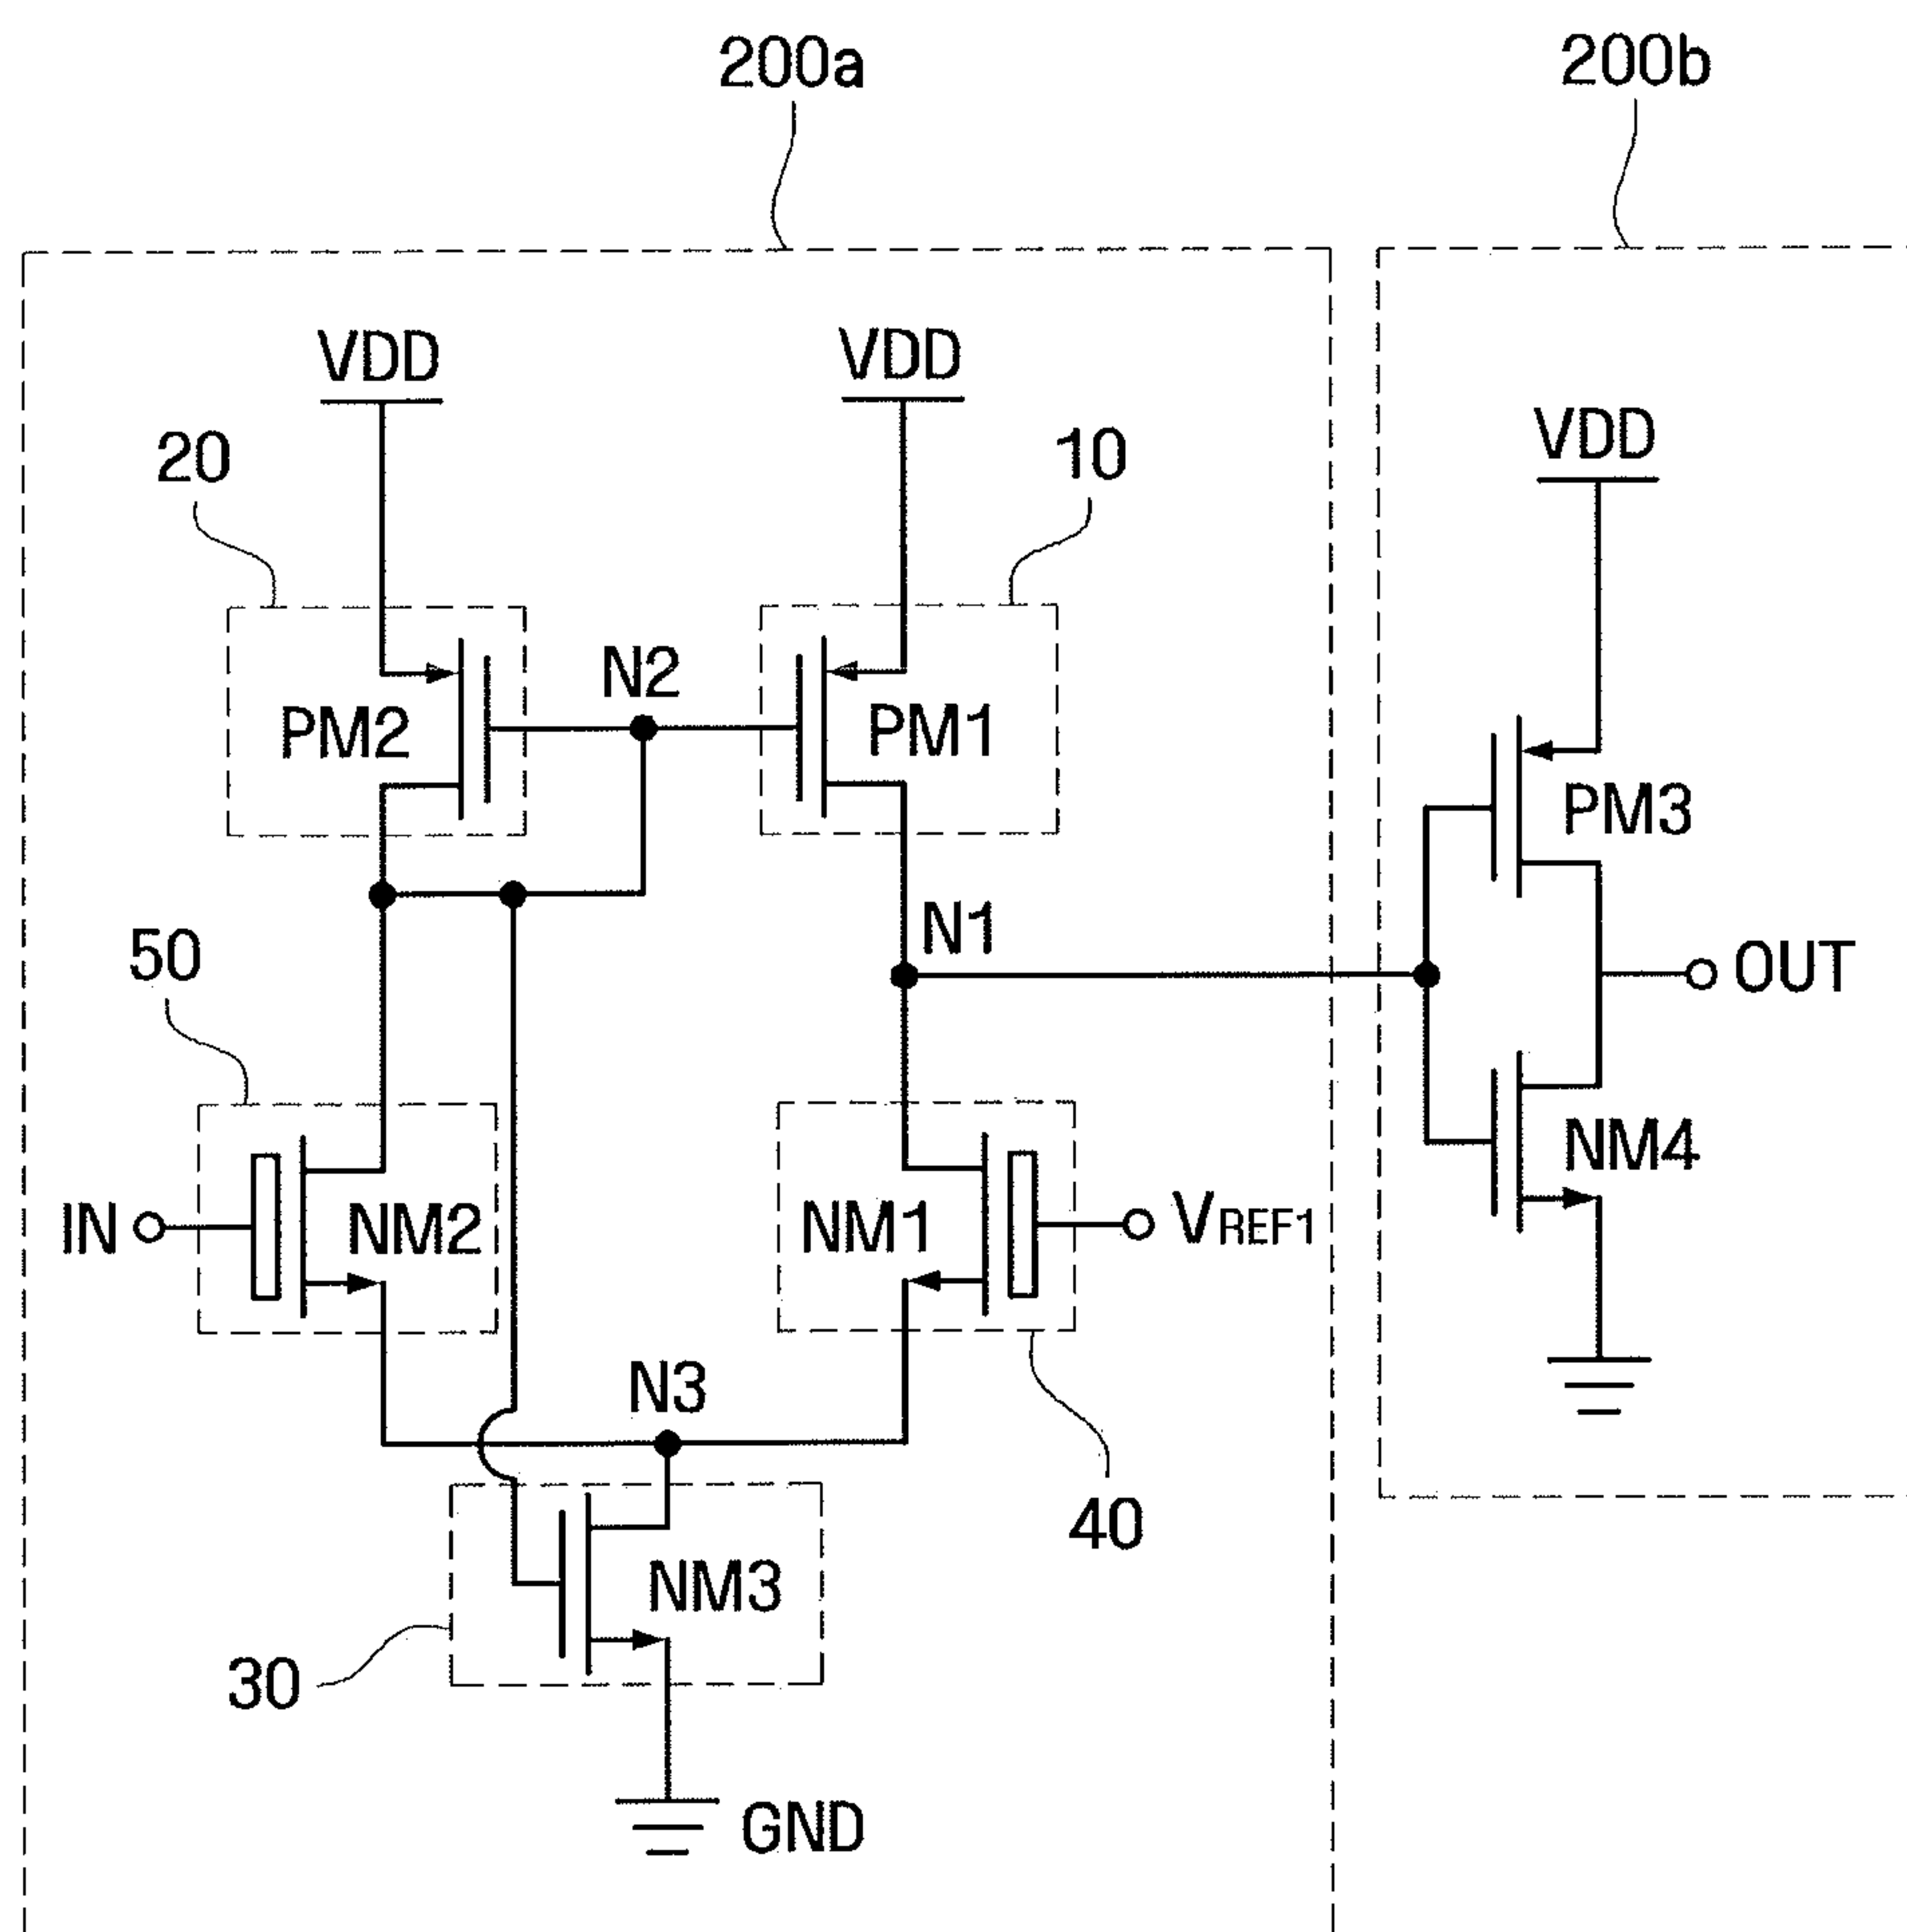 200a 200b
VDD VDD
VDD
20 10
N2
PM2 PM1
PM3
N1
50
OUT
IN NM2 NM1 VREF1
NM4
N3
40
NM3
30
GND